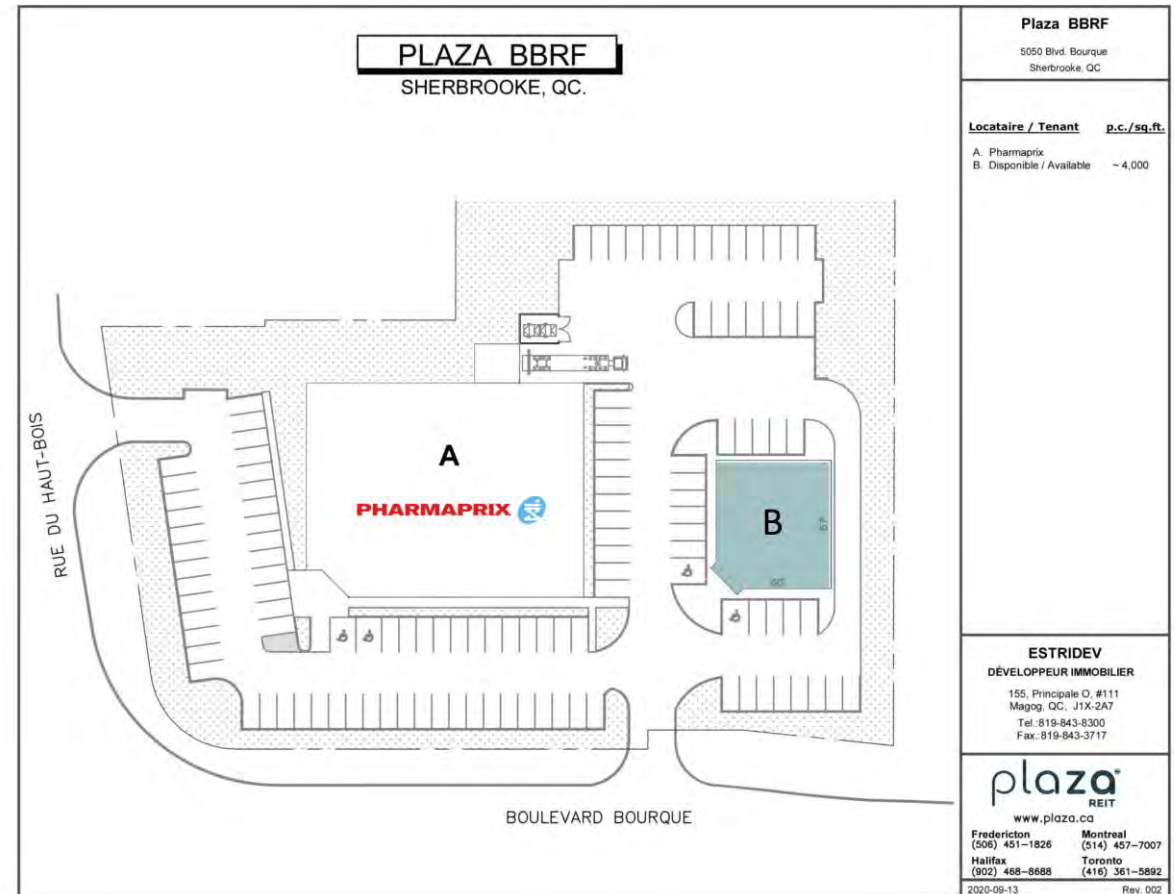 PLAZA BBRF
SHERBROOKE, QC.
RUE DU HAUT-BOIS
A
PHARMAPRIX
B
60'
67'
BOULEVARD BOURQUE
Plaza BBRF
5050 Blvd. Bourque
Sherbrooke, QC
Locataire / Tenant p.c./sq.ft.
A. Pharmaprix
B. Disponible / Available ~ 4,000
ESTRIDEV
DÉVELOPPEUR IMMOBILIER
155, Principale O, #111
Magog, QC, J1X-2A7
Tel.:819-843-8300
Fax.:819-843-3717
plaza
REIT
www.plaza.ca
Fredericton Montreal
(506) 451-1826 (514) 457-7007
Halifax Toronto
(902) 468-8688 (416) 361-5892
2020-09-13 Rev. 002